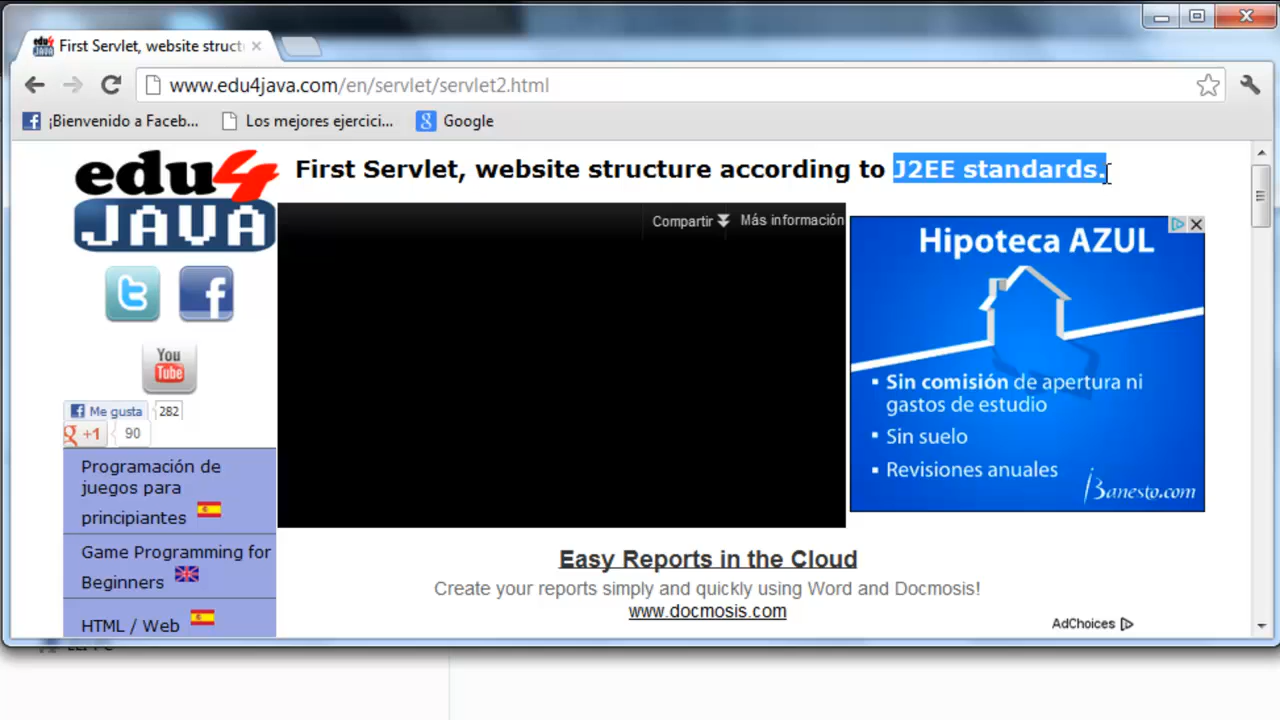 First Servlet, website struct
www.edu4java.com/en/servlet/servlet2.html
¡Bienvenido a Faceb...
Los mejores ejercici...
Google
edu4
JAVA
First Servlet, website structure according to J2EE standards.
Compartir
Más información
Hipoteca AZUL
Sin comisión de apertura ni
gastos de estudio
Sin suelo
Revisiones anuales
Banesto.com
You
Tube
Me gusta
282
+1
90
Programación de
juegos para
principiantes
Game Programming for
Beginners
HTML / Web
Easy Reports in the Cloud
Create your reports simply and quickly using Word and Docmosis!
www.docmosis.com
AdChoices